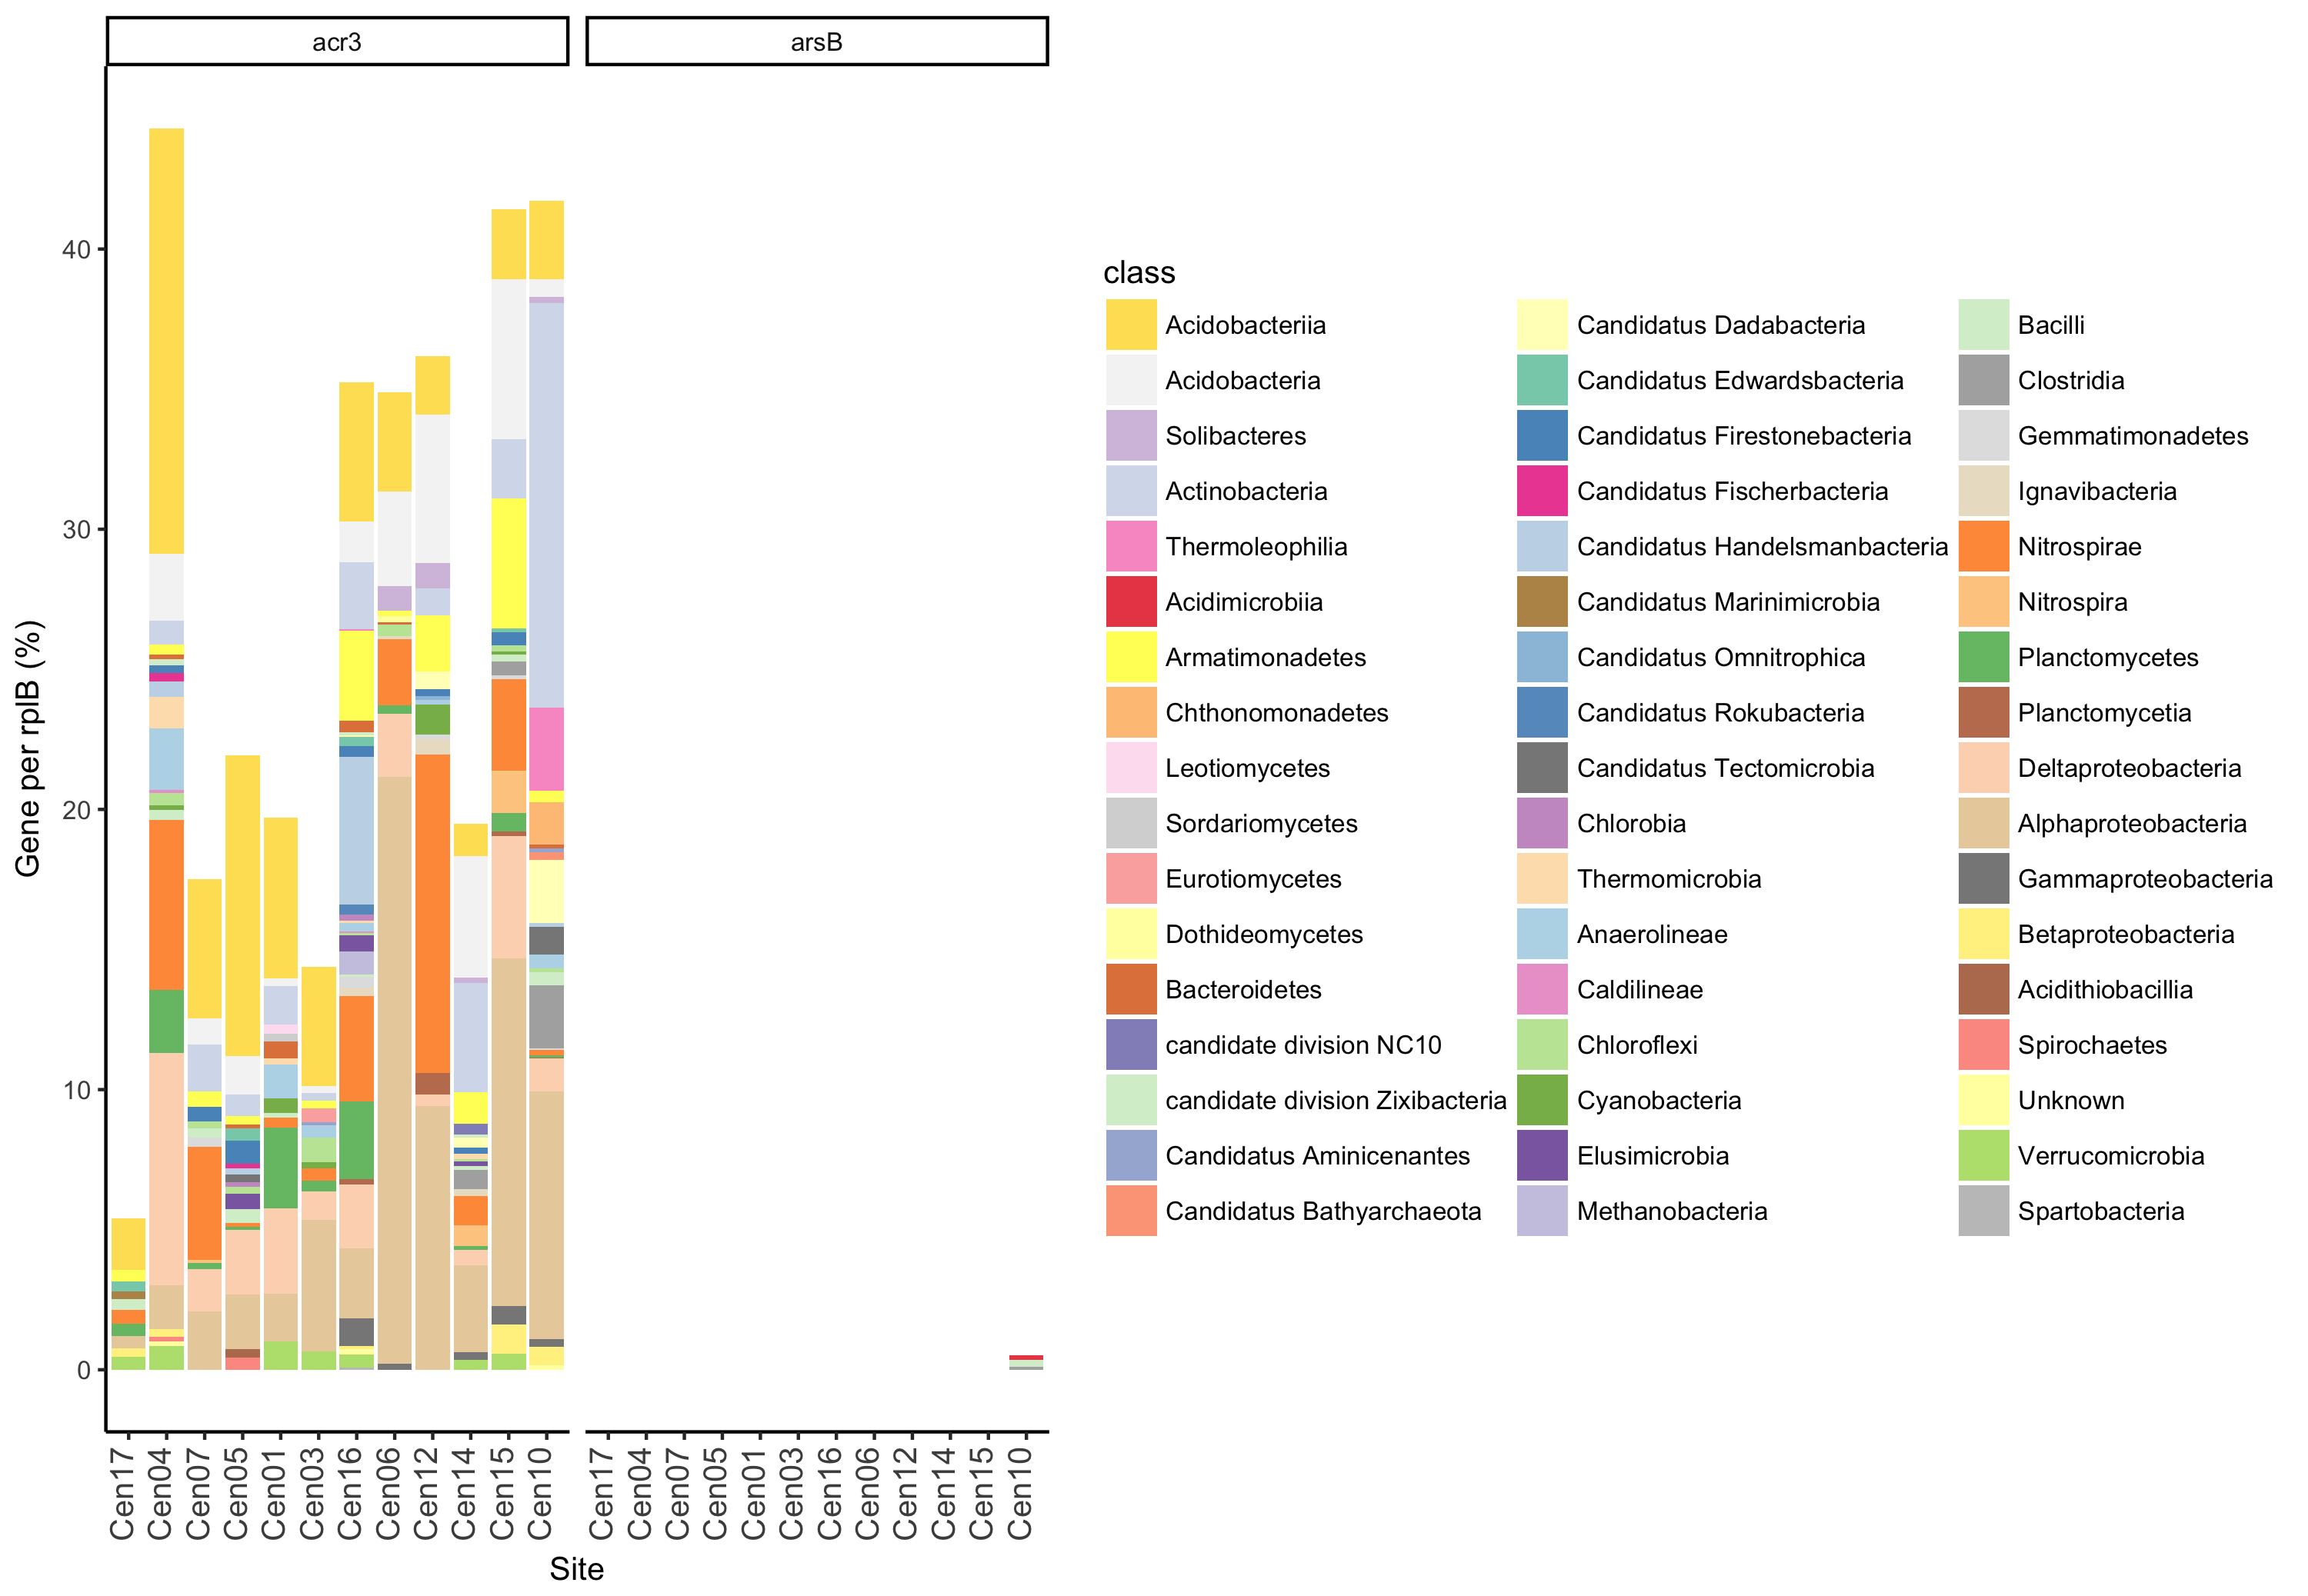 acr3
arsB
Gene per rplB (%)
40
30
20
10
0
Cen17
Cen04
Cen07
Cen05
Cen01
Cen03
Cen16
Cen06
Cen12
Cen14
Cen15
Cen10
Cen17
Cen04
Cen07
Cen05
Cen01
Cen03
Cen16
Cen06
Cen12
Cen14
Cen15
Cen10
Site
class
Acidobacteriia
Acidobacteria
Solibacteres
Actinobacteria
Thermoleophilia
Acidimicrobiia
Armatimonadetes
Chthonomonadetes
Leotiomycetes
Sordariomycetes
Eurotiomycetes
Dothideomycetes
Bacteroidetes
candidate division NC10
candidate division Zixibacteria
Candidatus Aminicenantes
Candidatus Bathyarchaeota
Candidatus Dadabacteria
Candidatus Edwardsbacteria
Candidatus Firestonebacteria
Candidatus Fischerbacteria
Candidatus Handelsmanbacteria
Candidatus Marinimicrobia
Candidatus Omnitrophica
Candidatus Rokubacteria
Candidatus Tectomicrobia
Chlorobia
Thermomicrobia
Anaerolineae
Caldilineae
Chloroflexi
Cyanobacteria
Elusimicrobia
Methanobacteria
Bacilli
Clostridia
Gemmatimonadetes
Ignavibacteria
Nitrospirae
Nitrospira
Planctomycetes
Planctomycetia
Deltaproteobacteria
Alphaproteobacteria
Gammaproteobacteria
Betaproteobacteria
Acidithiobacillia
Spirochaetes
Unknown
Verrucomicrobia
Spartobacteria